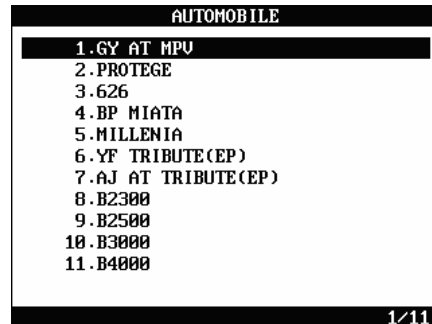 AUTOMOBILE
1.GY AT MPV
2.PROTEGE
3.626
4.BP MIATA
5.MILLENIA
6.YF TRIBUTE(EP)
7.AJ AT TRIBUTE(EP)
8.B2300
9.B2500
10.B3000
11.B4000
1/11